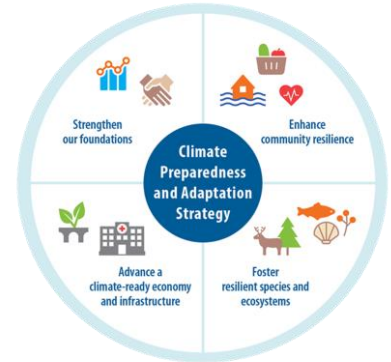 Strengthen
our foundations
Enhance
community resilience
Climate
Preparedness
and Adaptation
Strategy
Advance a
climate-ready economy
and infrastructure
Foster
resilient species and
ecosystems